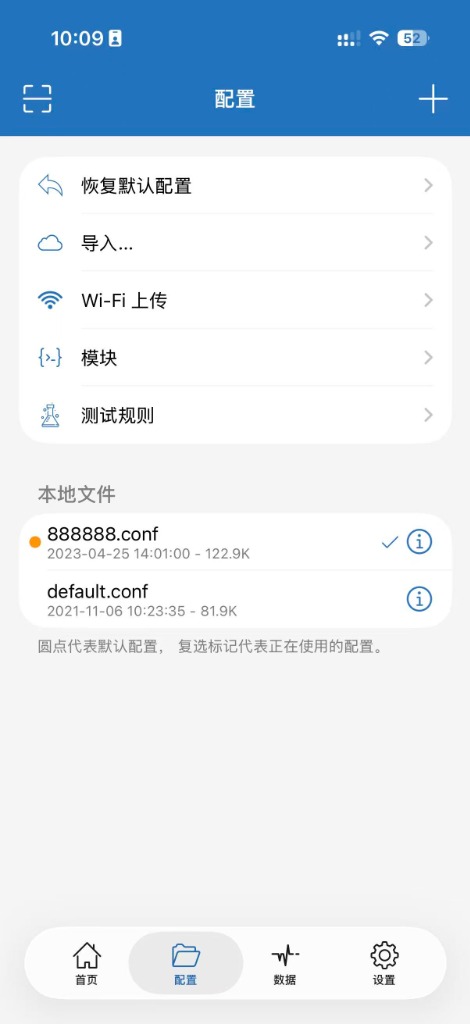 10:09
52
配置
恢复默认配置
导入...
Wi-Fi 上传
模块
测试规则
本地文件
888888.conf
2023-04-25 14:01:00 - 122.9K
default.conf
2021-11-06 10:23:35 - 81.9K
圆点代表默认配置， 复选标记代表正在使用的配置。
首页
配置
数据
设置